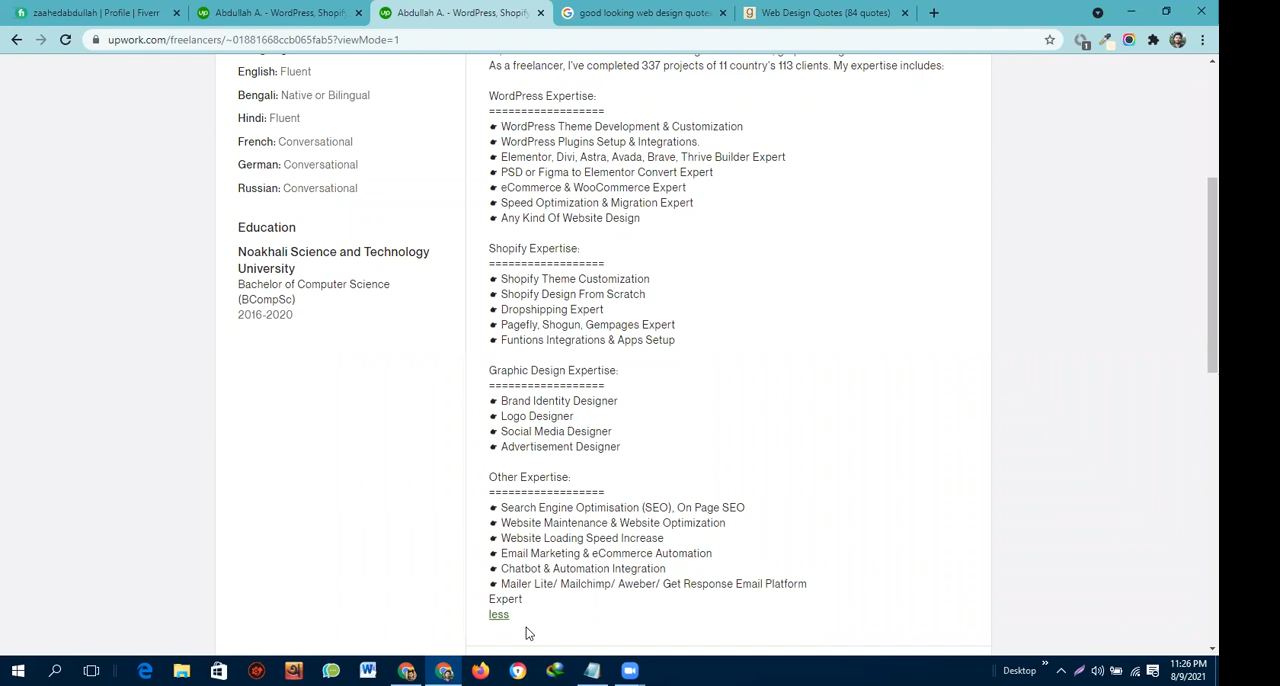 zaahedabdullah | Profile | Fiverr
Abdullah A. - WordPress, Shopify
Abdullah A. - WordPress, Shopify
good looking web design quotes
Web Design Quotes (84 quotes)
upwork.com/freelancers/~01881668ccb065fab5?viewMode=1
English: Fluent
Bengali: Native or Bilingual
Hindi: Fluent
French: Conversational
German: Conversational
Russian: Conversational
Education
Noakhali Science and Technology
University
Bachelor of Computer Science
(BCompSc)
2016-2020
As a freelancer, I've completed 337 projects of 11 country's 113 clients. My expertise includes:
WordPress Expertise:
==================
WordPress Theme Development & Customization
WordPress Plugins Setup & Integrations.
Elementor, Divi, Astra, Avada, Brave, Thrive Builder Expert
PSD or Figma to Elementor Convert Expert
eCommerce & WooCommerce Expert
Speed Optimization & Migration Expert
Any Kind Of Website Design
Shopify Expertise:
==================
Shopify Theme Customization
Shopify Design From Scratch
Dropshipping Expert
Pagefly, Shogun, Gempages Expert
Funtions Integrations & Apps Setup
Graphic Design Expertise:
==================
Brand Identity Designer
Logo Designer
Social Media Designer
Advertisement Designer
Other Expertise:
==================
Search Engine Optimisation (SEO), On Page SEO
Website Maintenance & Website Optimization
Website Loading Speed Increase
Email Marketing & eCommerce Automation
Chatbot & Automation Integration
Mailer Lite/ Mailchimp/ Aweber/ Get Response Email Platform
Expert
less
Desktop
11:26 PM
8/9/2021